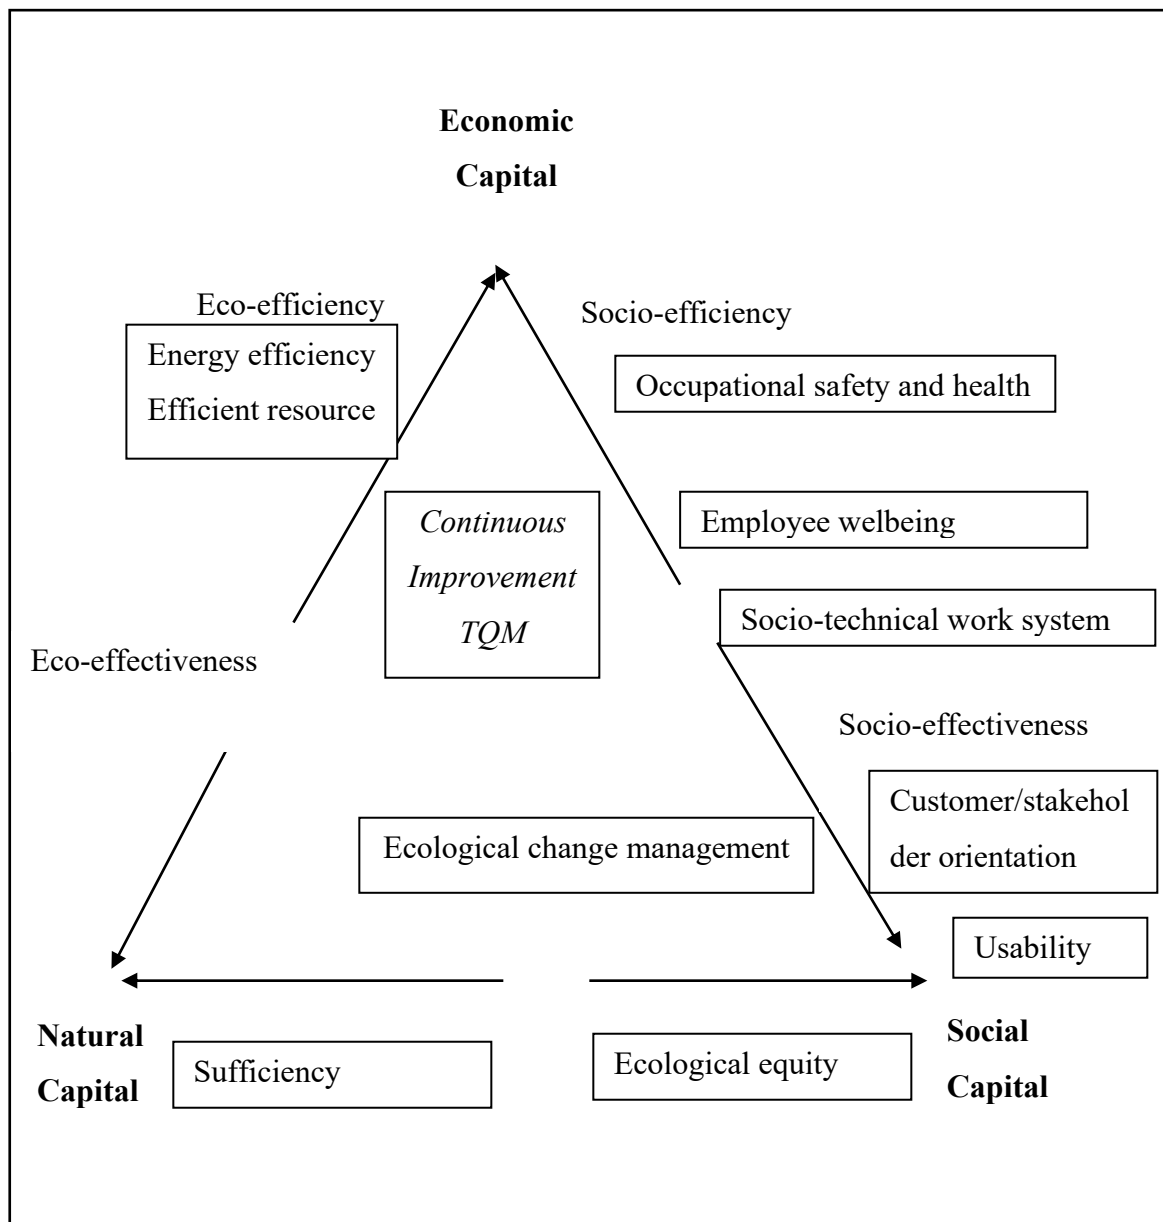 Economic
Capital
Eco-efficiency
Socio-efficiency
Energy efficiency
Efficient resource
Occupational safety and health
Continuous
Improvement
TQM
Employee welbeing
Socio-technical work system
Eco-effectiveness
Socio-effectiveness
Customer/stakehol
der orientation
Ecological change management
Usability
Natural
Capital
Sufficiency
Ecological equity
Social
Capital